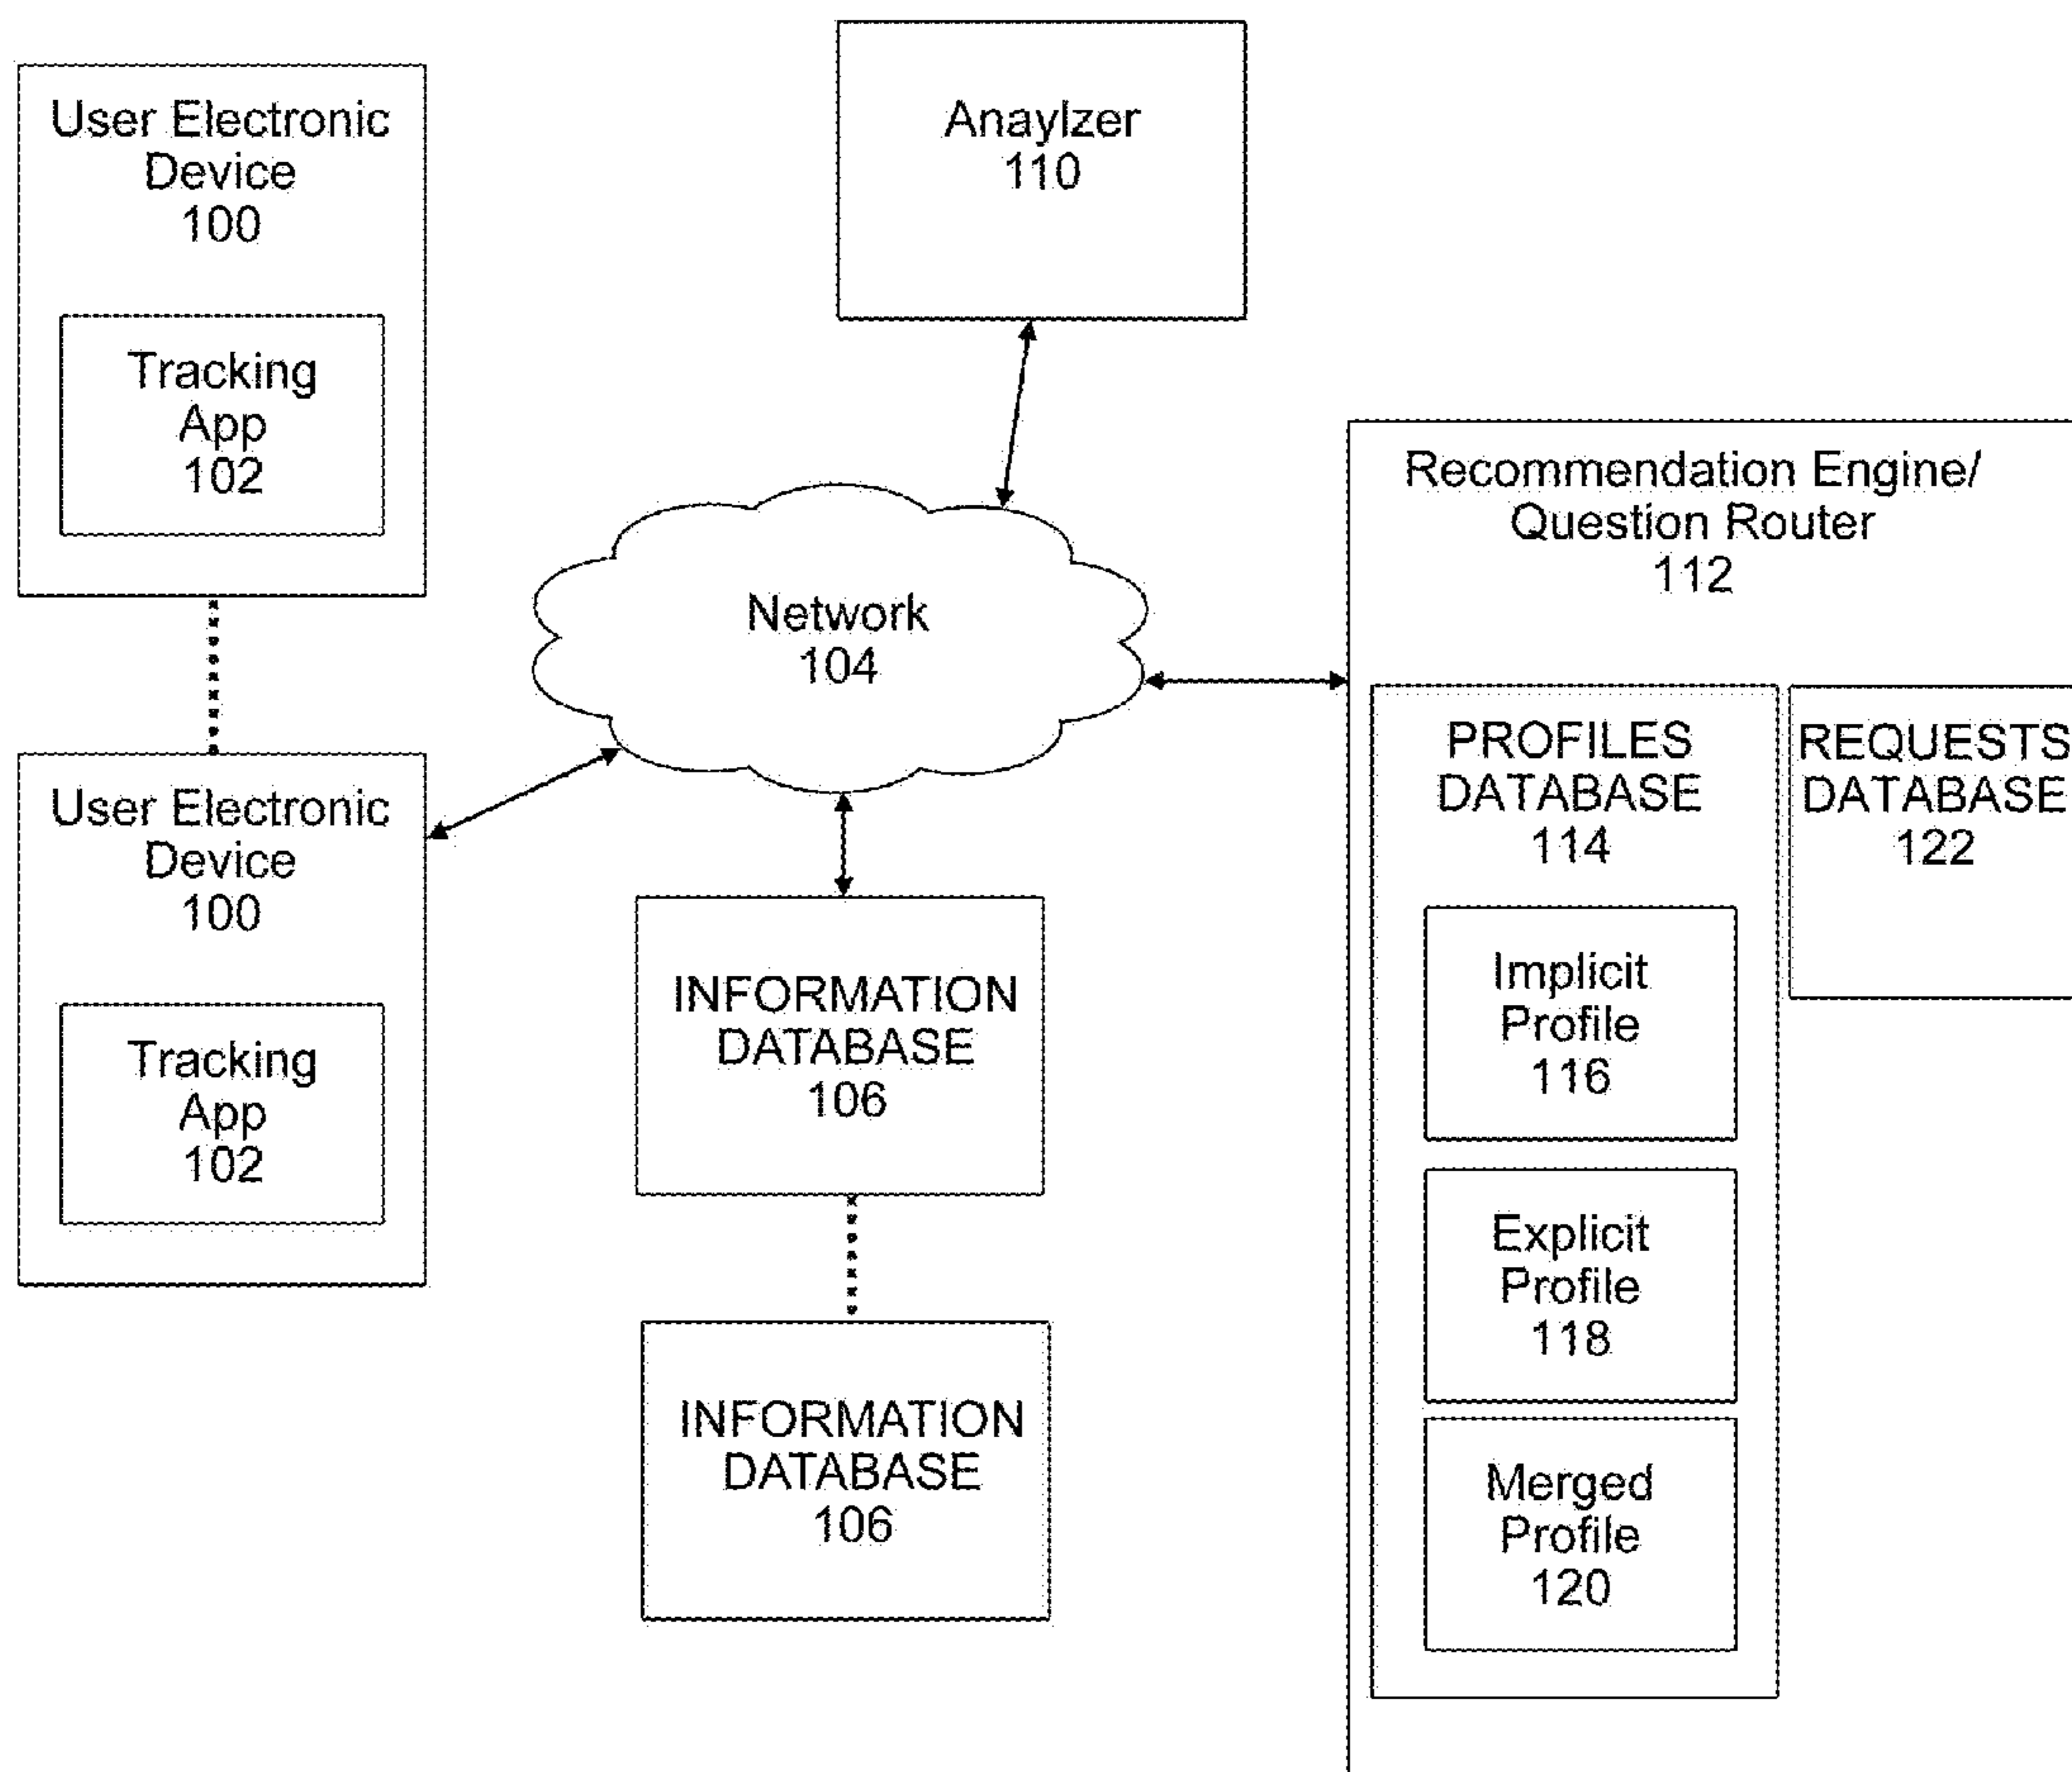 User Electronic
Device
100
Tracking
App
102
User Electronic
Device
100
Tracking
App
102
Anaylzer
110
Network
104
INFORMATION
DATABASE
106
INFORMATION
DATABASE
106
Recommendation Engine/
Question Router
112
PROFILES
DATABASE
114
Implicit
Profile
116
Explicit
Profile
118
Merged
Profile
120
REQUESTS
DATABASE
122